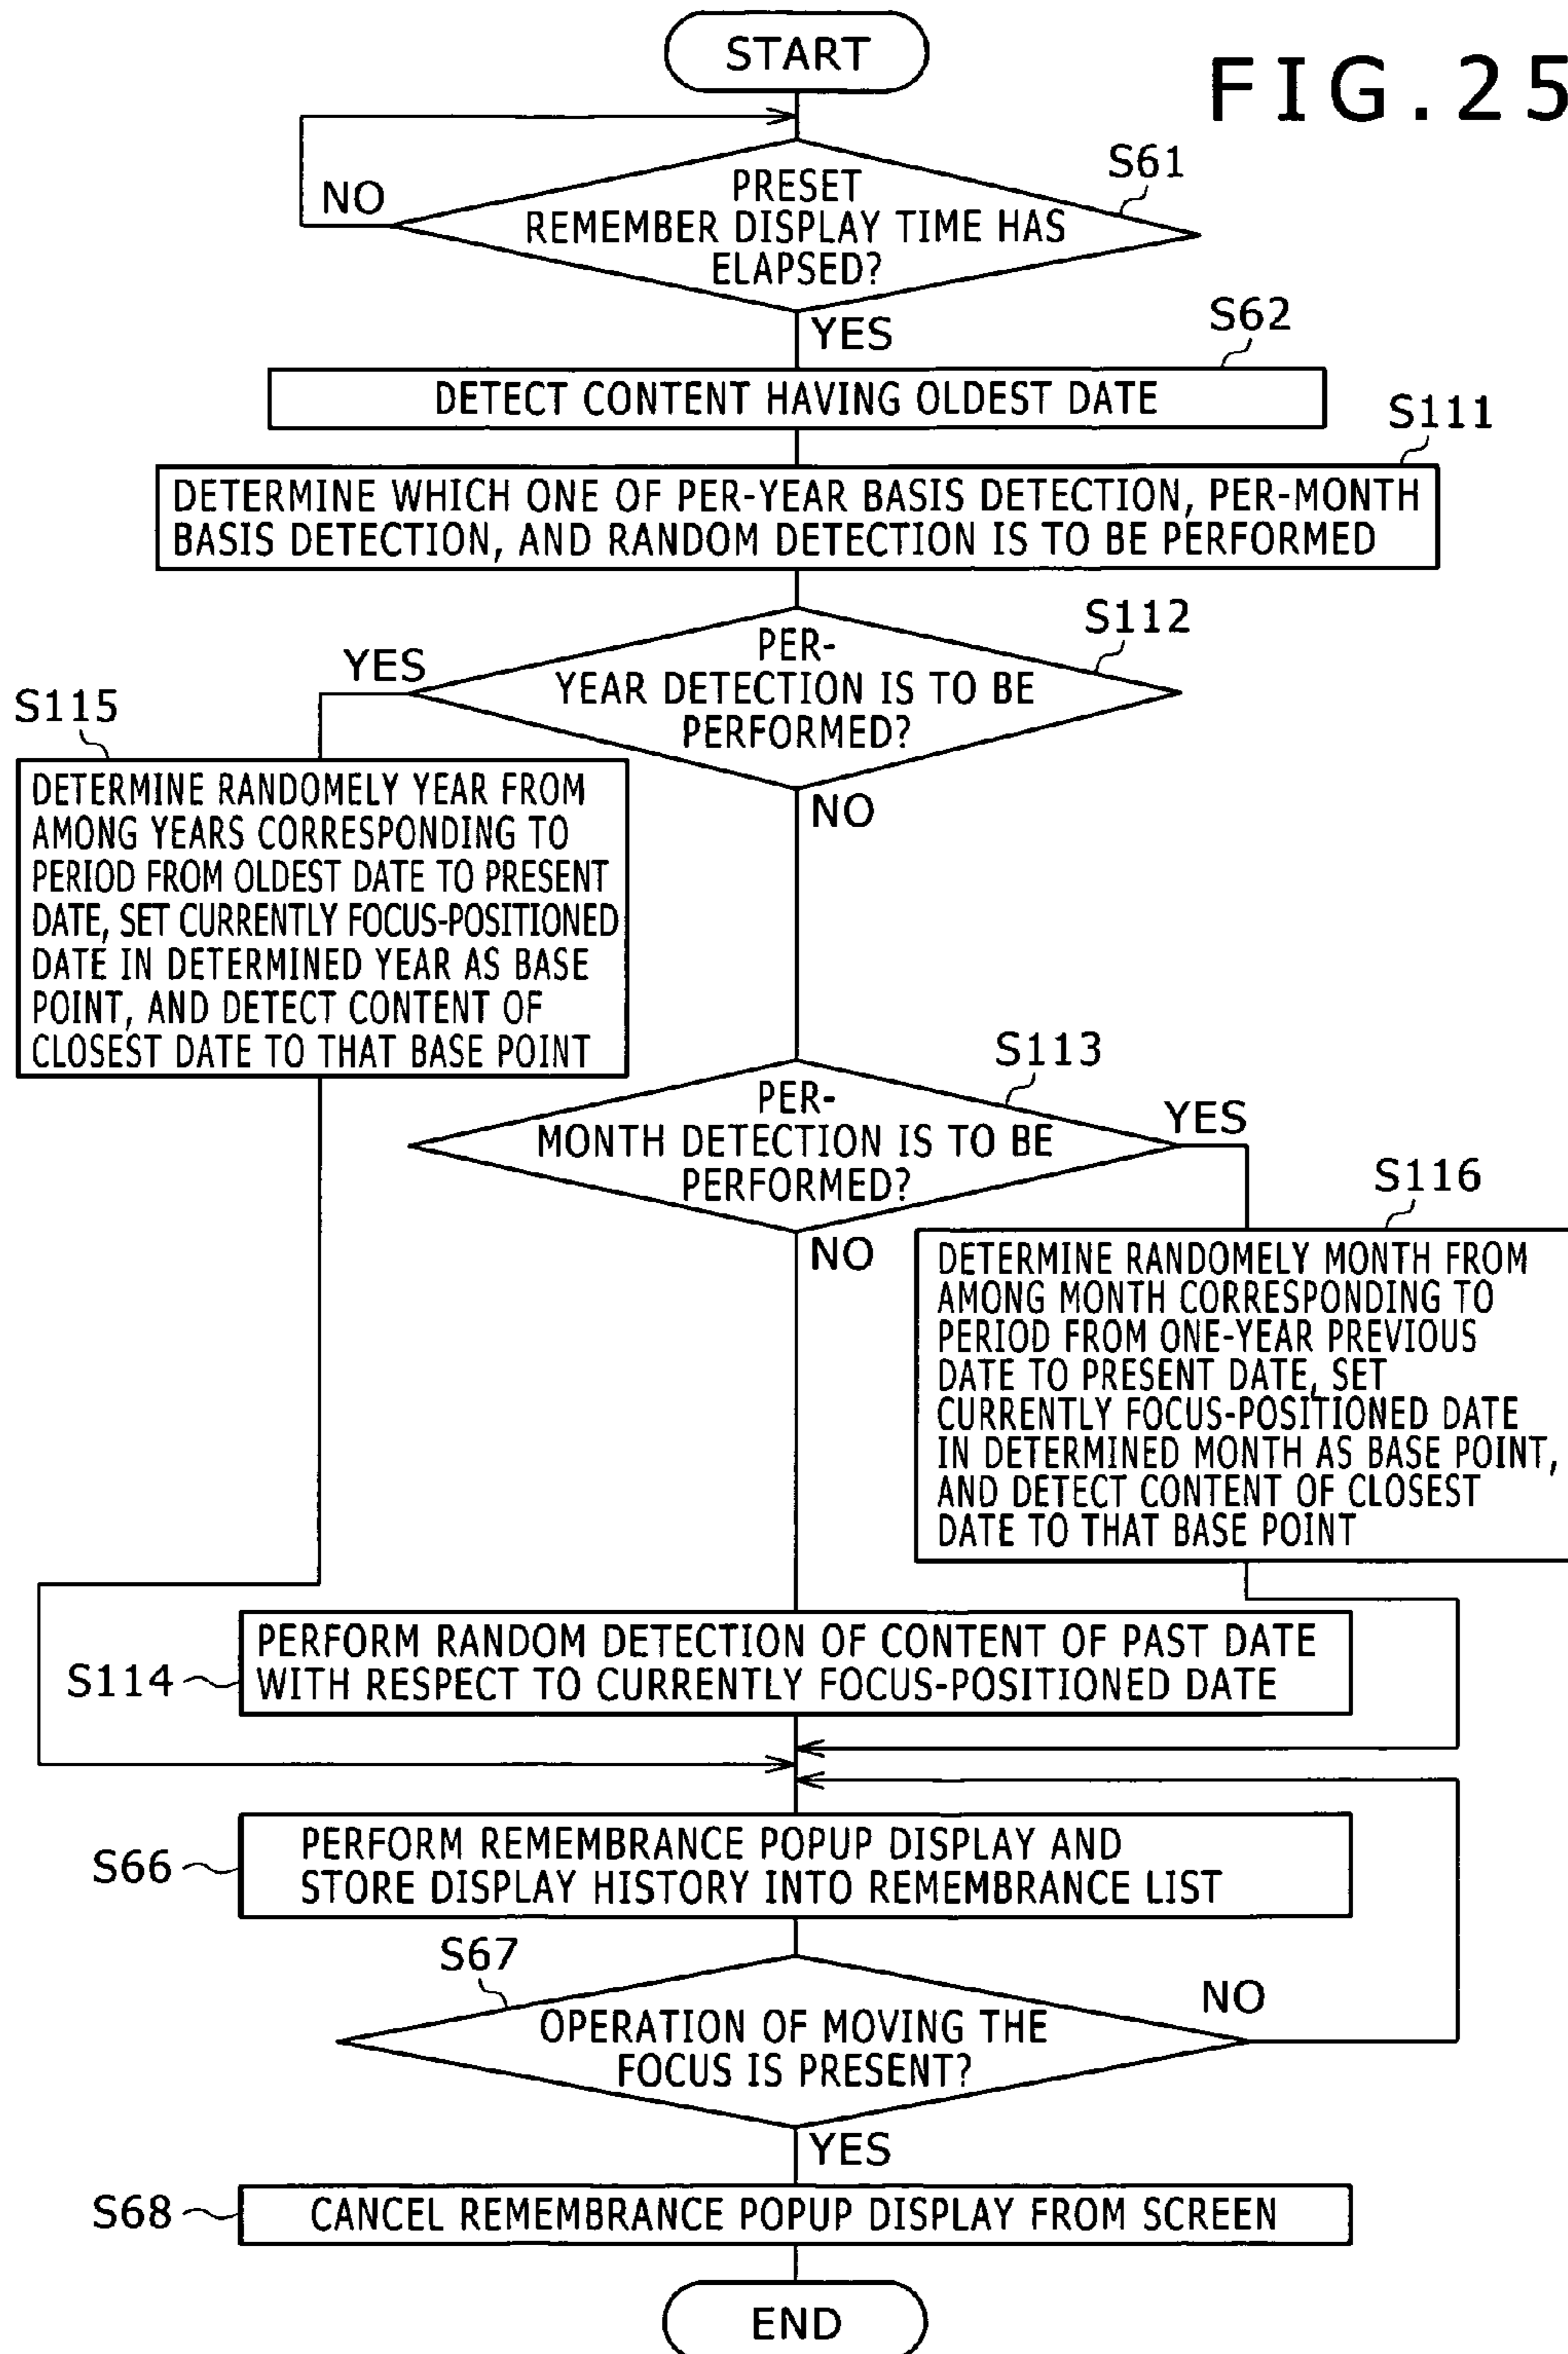 START
FIG.25
S61
NO
PRESET
REMEMBER DISPLAY TIME HAS
ELAPSED?
YES
S62
DETECT CONTENT HAVING OLDEST DATE
S111
DETERMINE WHICH ONE OF PER-YEAR BASIS DETECTION, PER-MONTH
BASIS DETECTION, AND RANDOM DETECTION IS TO BE PERFORMED
S112
PER-
YEAR DETECTION IS TO BE
PERFORMED?
YES
NO
S115
DETERMINE RANDOMELY YEAR FROM
AMONG YEARS CORRESPONDING TO
PERIOD FROM OLDEST DATE TO PRESENT
DATE, SET CURRENTLY FOCUS-POSITIONED
DATE IN DETERMINED YEAR AS BASE
POINT, AND DETECT CONTENT OF
CLOSEST DATE TO THAT BASE POINT
S113
PER-
MONTH DETECTION IS TO BE
PERFORMED?
YES
NO
S116
DETERMINE RANDOMELY MONTH FROM
AMONG MONTH CORRESPONDING TO
PERIOD FROM ONE-YEAR PREVIOUS
DATE TO PRESENT DATE, SET
CURRENTLY FOCUS-POSITIONED DATE
IN DETERMINED MONTH AS BASE POINT,
AND DETECT CONTENT OF CLOSEST
DATE TO THAT BASE POINT
S114
PERFORM RANDOM DETECTION OF CONTENT OF PAST DATE
WITH RESPECT TO CURRENTLY FOCUS-POSITIONED DATE
S66
PERFORM REMEMBRANCE POPUP DISPLAY AND
STORE DISPLAY HISTORY INTO REMEMBRANCE LIST
S67
OPERATION OF MOVING THE
FOCUS IS PRESENT?
NO
YES
S68
CANCEL REMEMBRANCE POPUP DISPLAY FROM SCREEN
END